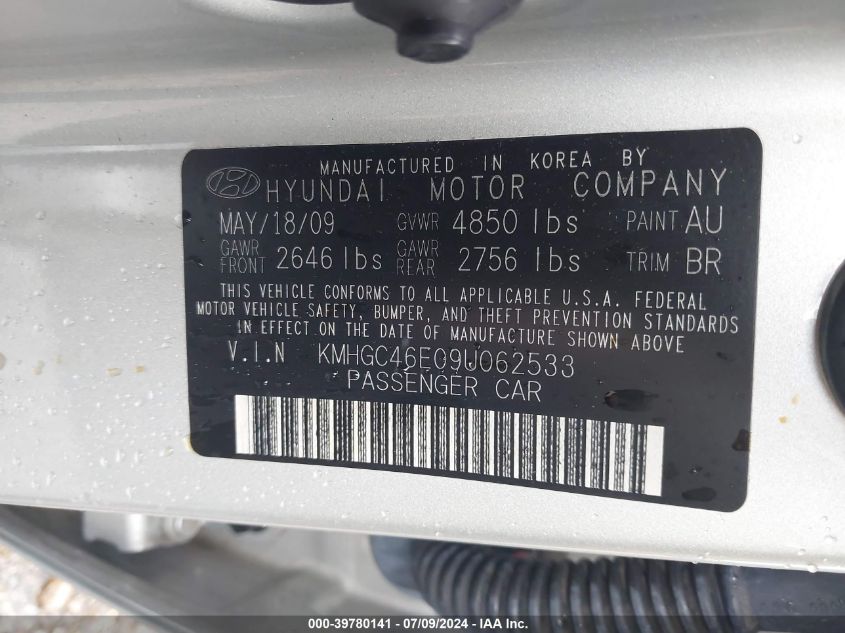 MANUFACTURED IN KOREA BY
HYUNDAI MOTOR COMPANY
MAY/18/09 GVWR 4850 lbs PAINT AU
GAWR FRONT 2646 lbs GAWR REAR 2756 lbs TRIM BR
THIS VEHICLE CONFORMS TO ALL APPLICABLE U.S.A. FEDERAL
MOTOR VEHICLE SAFETY, BUMPER, AND THEFT PREVENTION STANDARDS
IN EFFECT ON THE DATE OF MANUFACTURE SHOWN ABOVE
V.I.N KMHGC46E09U062533
PASSENGER CAR
000-39780141 - 07/09/2024 - IAA Inc.